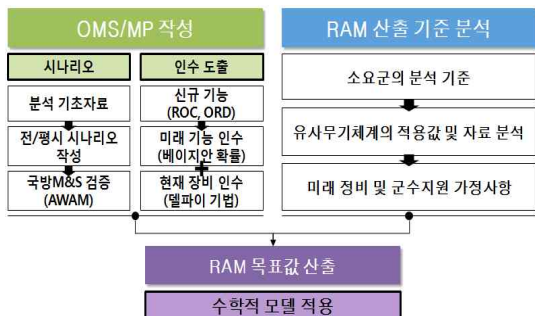 OMS/MP 작성
시나리오
분석 기초자료
전/평시 시나리오
작성
국방M&S 검증
(AWAM)
인수 도출
신규 기능
(ROC, ORD)
미래 기능 인수
(베이지안 확률)
현재 장비 인수
(델파이 기법)
RAM 산출 기준 분석
소요군의 분석 기준
유사무기체계의 적용값 및 자료 분석
미래 정비 및 군수지원 가정사항
RAM 목표값 산출
수학적 모델 적용